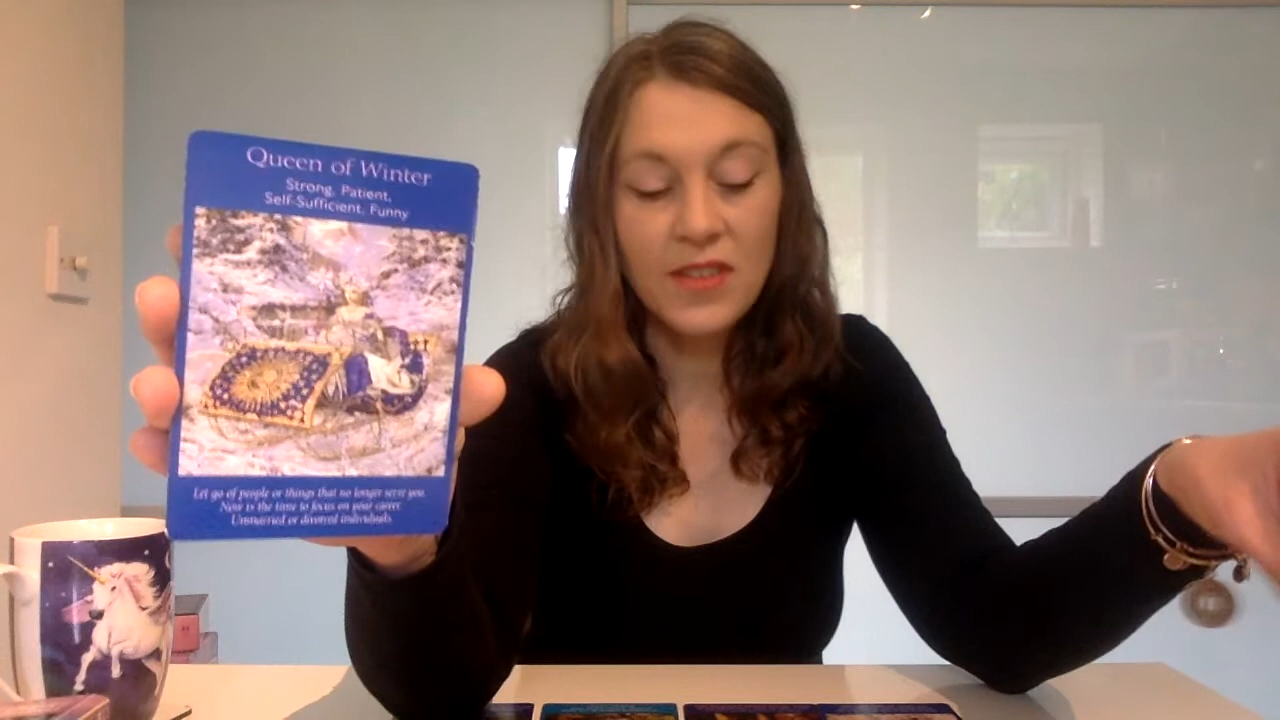 Queen of Winter
Strong, Patient,
Self-Sufficient, Funny
Let go of people or things that no longer serve you.
Now is the time to focus on your career.
Unmarried or divorced individuals.